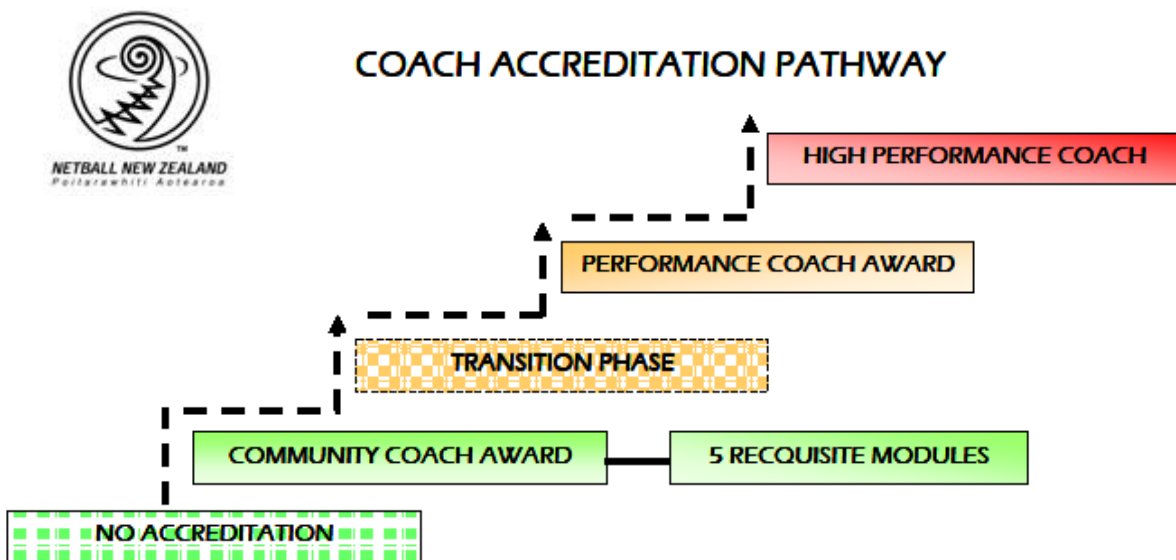 COACH ACCREDITATION PATHWAY
TM
NETBALL NEW ZEALAND
Poitarawhiti Aotearoa
HIGH PERFORMANCE COACH
PERFORMANCE COACH AWARD
TRANSITION PHASE
COMMUNITY COACH AWARD
5 RECQUISITE MODULES
NO ACCREDITATION